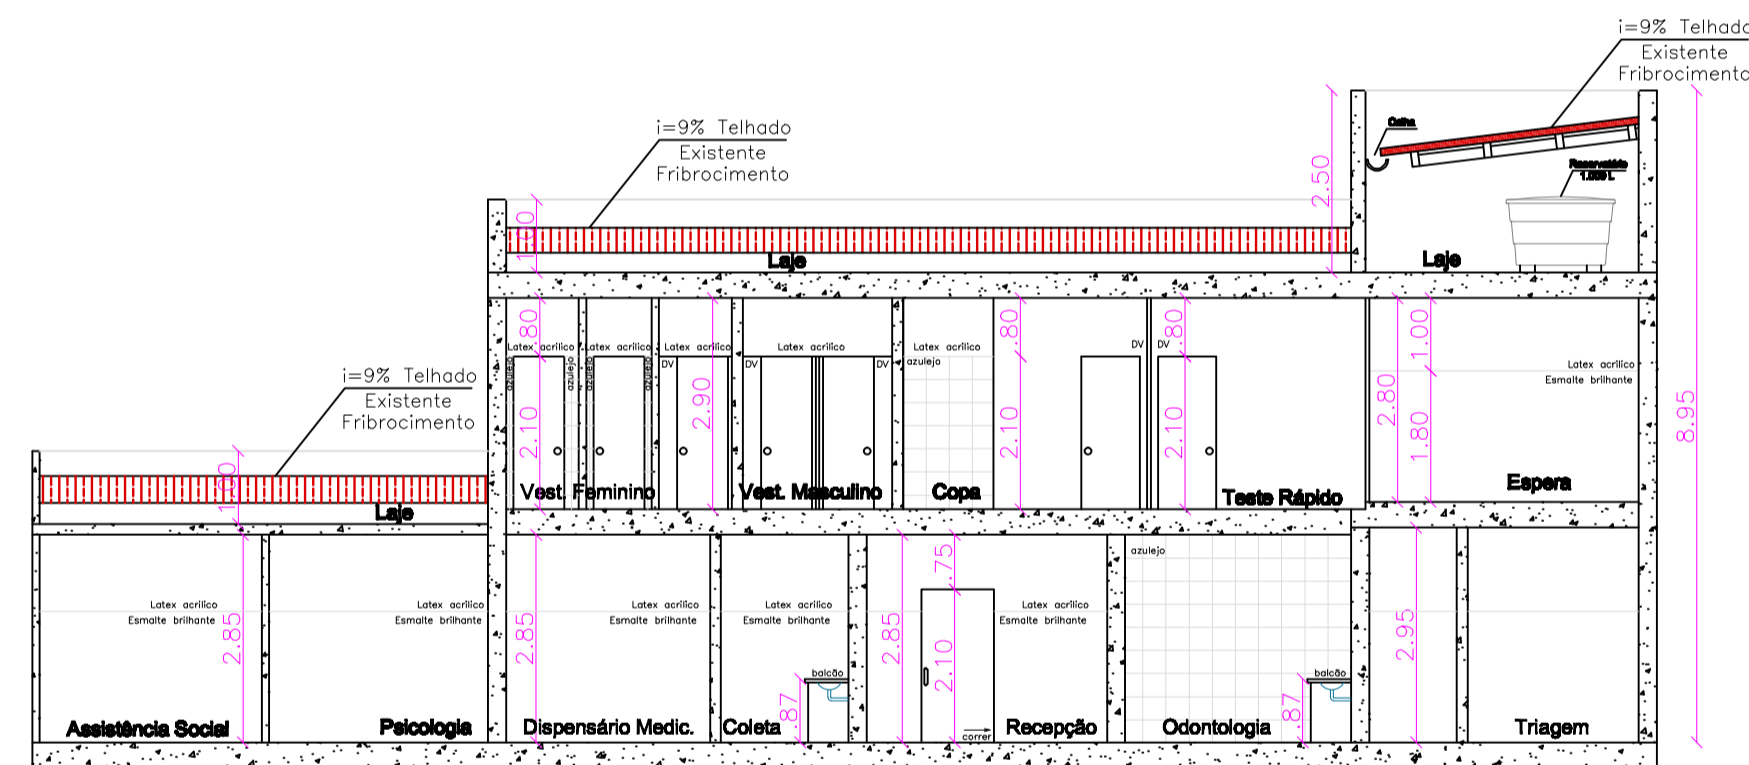 i=9% Telhado
Existente
Fribrocimento
i=9% Telhado
Existente
Fribrocimento
Calha
Reservatório
1.000 L
2.50
1.00
Laje
Laje
8.95
.80
2.90
.80
.80
2.80
1.00
DV
DV
Latex acrilico
Latex acrilico
Latex acrilico
Latex acrilico
Latex acrilico
azulejo
azulejo
azulejo
azulejo
DV
DV
DV
azulejo
Latex acrilico
Esmalte brilhante
i=9% Telhado
Existente
Fribrocimento
2.10
2.10
2.10
1.80
1.00
Laje
Vest. Feminino
Vest. Masculino
Copa
Teste Rápido
Espera
.75
azulejo
Latex acrilico
Esmalte brilhante
Latex acrilico
Esmalte brilhante
Latex acrilico
Esmalte brilhante
Latex acrilico
Esmalte brilhante
Latex acrilico
Esmalte brilhante
2.85
2.85
2.85
2.10
2.95
balcão
balcão
.87
.87
Assistência Social
Psicologia
Dispensário Medic.
Coleta
correr
Recepção
Odontologia
Triagem